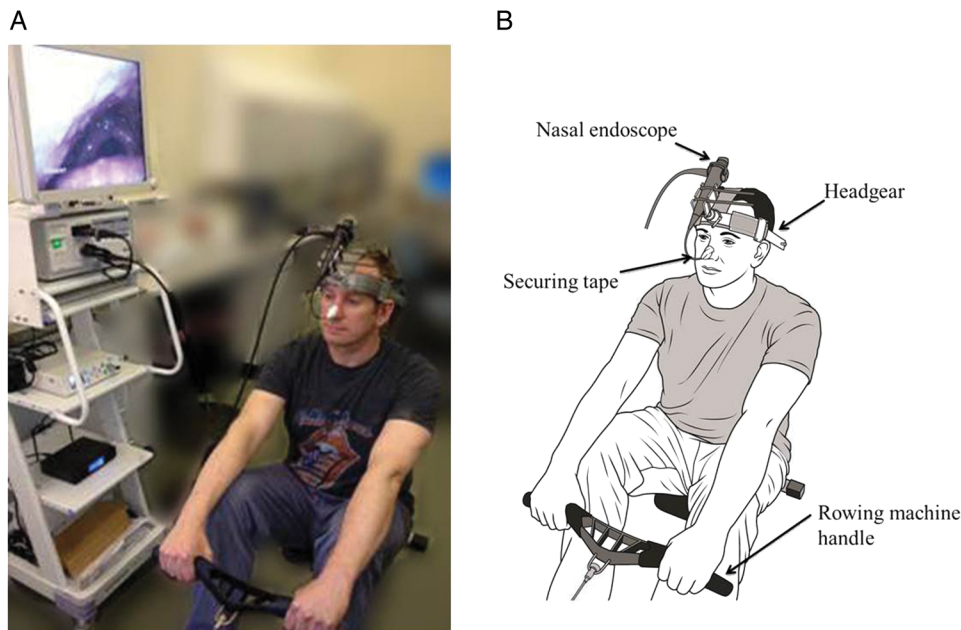 A
B
Nasal endoscope
Headgear
Securing tape
Rowing machine
handle